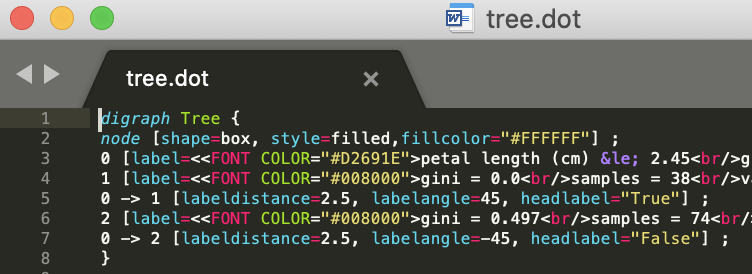 tree.dot
tree.dot
1 digraph Tree {
2 node [shape=box, style=filled,fillcolor="#FFFFFF"] ;
3 0 [label=<<FONT COLOR="#D2691E">petal length (cm) &le; 2.45<br/>g
4 1 [label=<<FONT COLOR="#008000">gini = 0.0<br/>samples = 38<br/>v
5 0 -> 1 [labeldistance=2.5, labelangle=45, headlabel="True"] ;
6 2 [label=<<FONT COLOR="#008000">gini = 0.497<br/>samples = 74<br/>
7 0 -> 2 [labeldistance=2.5, labelangle=-45, headlabel="False"] ;
8 }